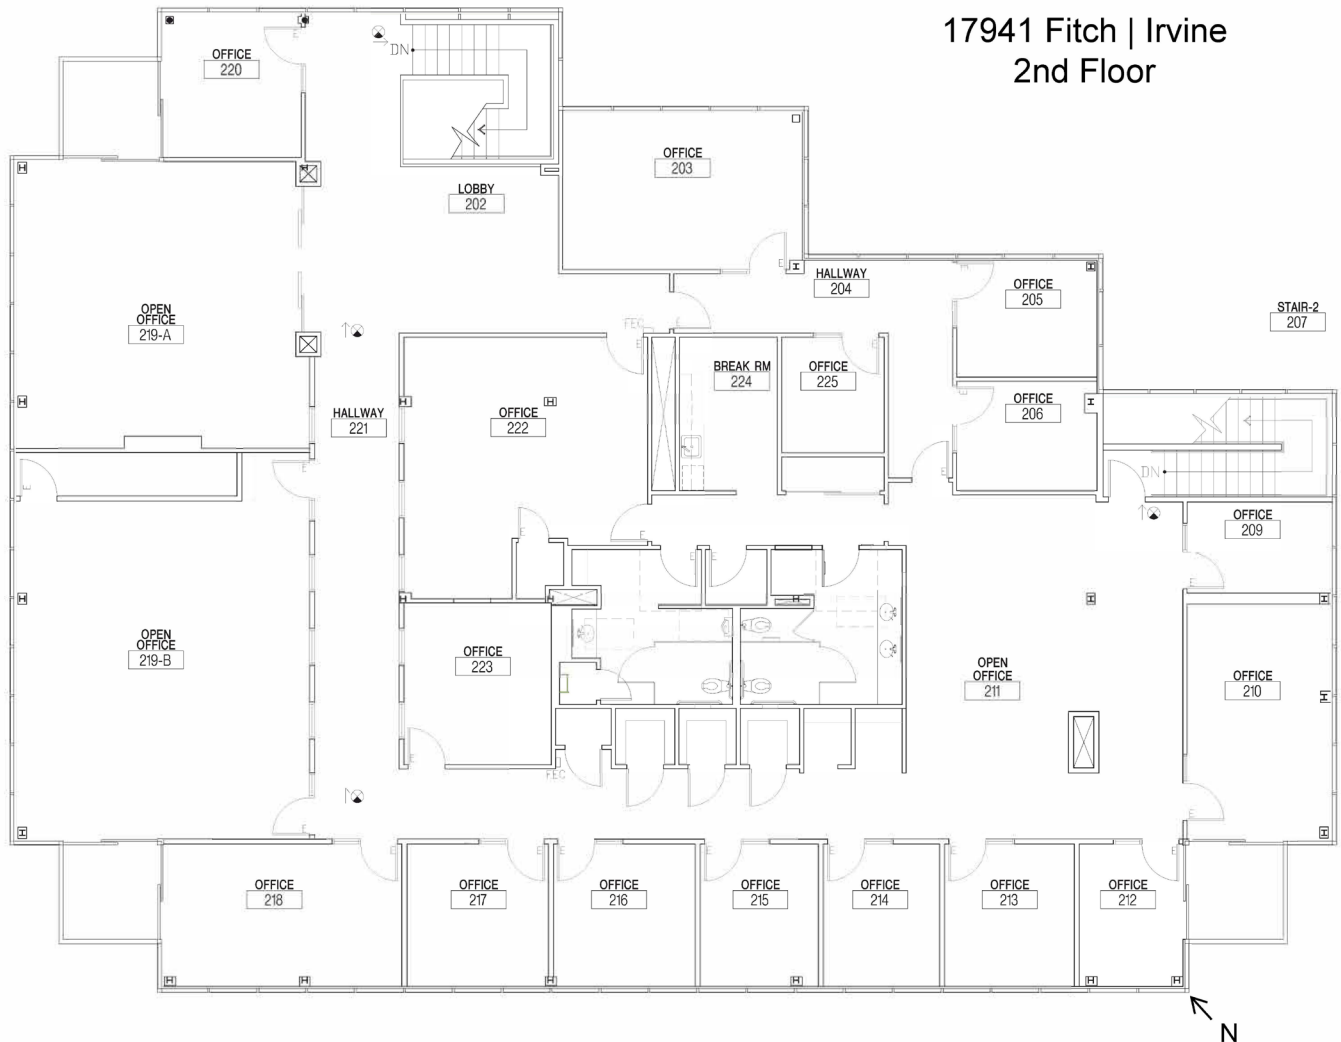 17941 Fitch | Irvine
2nd Floor
OFFICE
220
DN
LOBBY
202
OFFICE
203
HALLWAY
204
OFFICE
205
STAIR-2
207
OPEN
OFFICE
219-A
FEC
BREAK RM
224
OFFICE
225
OFFICE
206
HALLWAY
221
OFFICE
222
DN
OFFICE
209
OPEN
OFFICE
219-B
OFFICE
223
OPEN
OFFICE
211
OFFICE
210
FEC
OFFICE
218
OFFICE
217
OFFICE
216
OFFICE
215
OFFICE
214
OFFICE
213
OFFICE
212
N